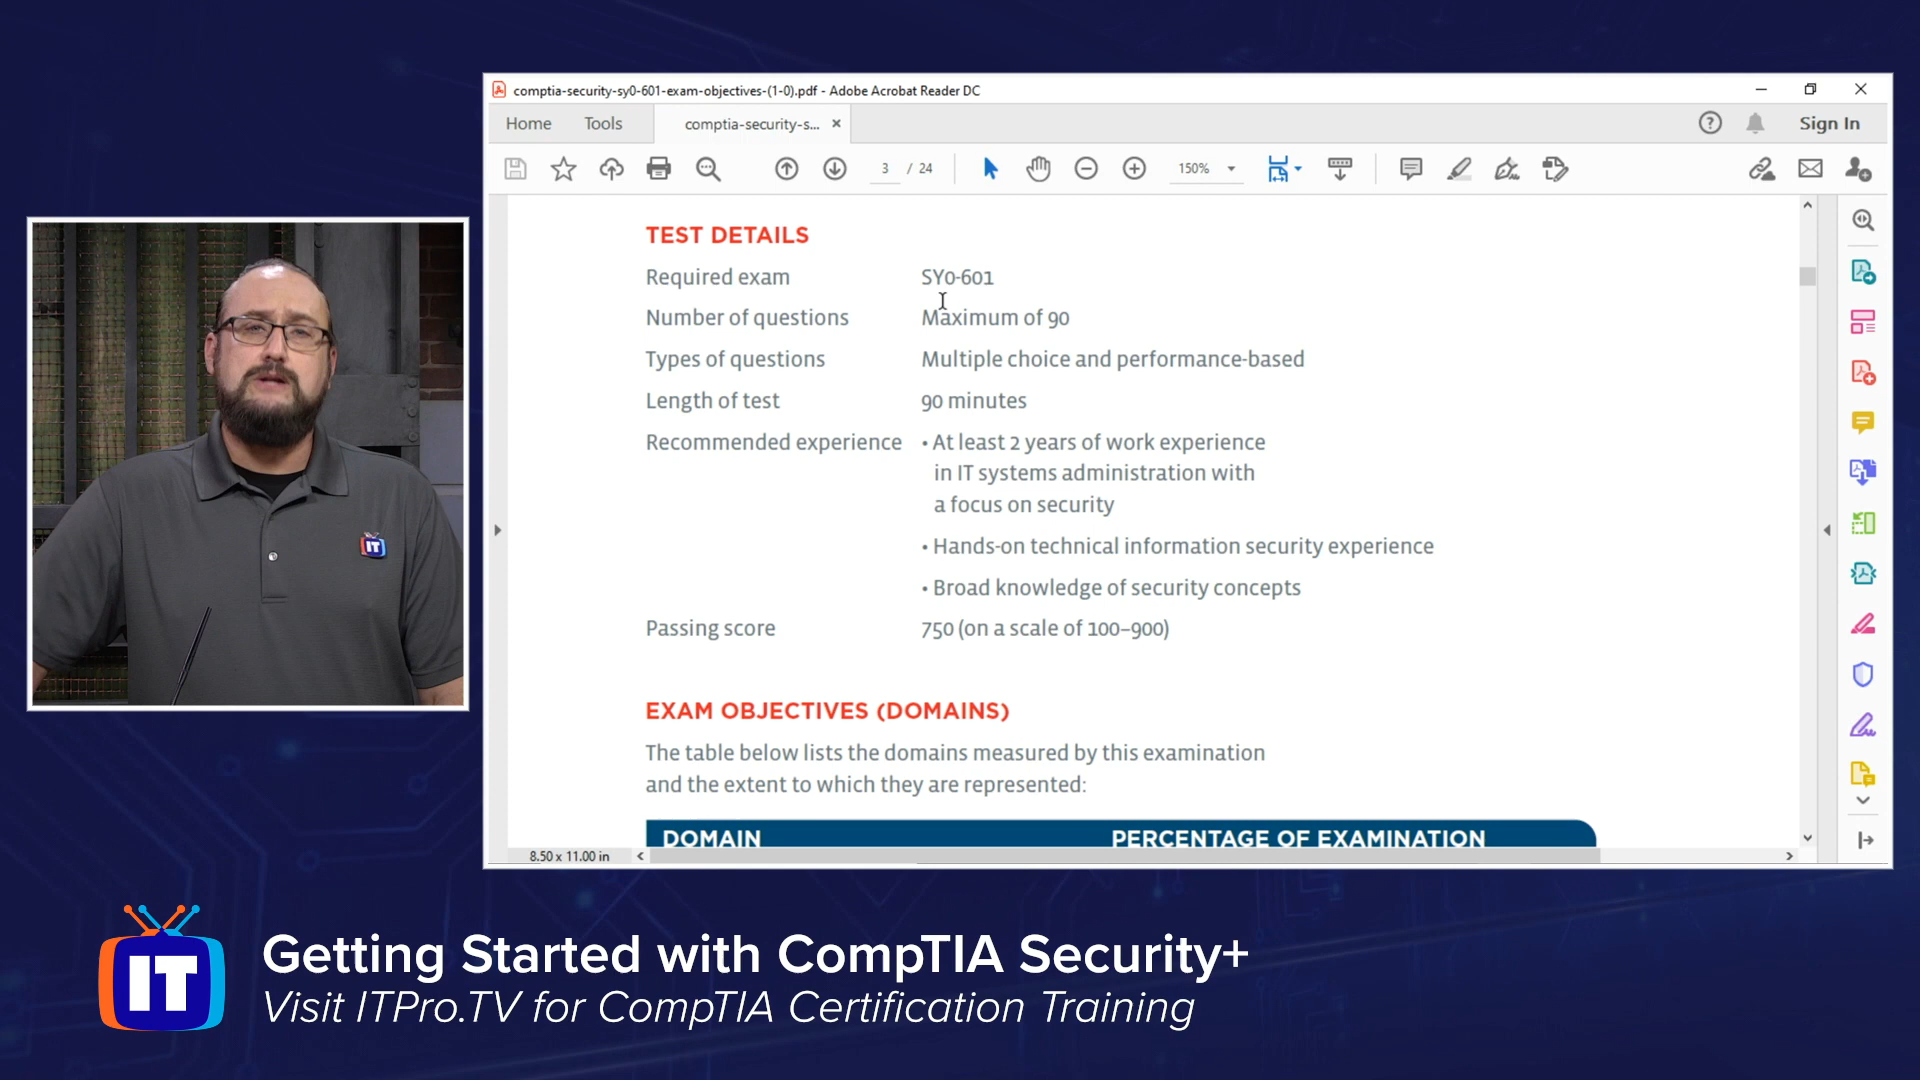 comptia-security-sy0-601-exam-objectives-(1-0).pdf - Adobe Acrobat Reader DC
Home Tools comptia-security-s... Sign In
3 / 24 150%
TEST DETAILS
Required exam SY0-601
Number of questions Maximum of 90
Types of questions Multiple choice and performance-based
Length of test 90 minutes
Recommended experience • At least 2 years of work experience
in IT systems administration with
a focus on security
• Hands-on technical information security experience
• Broad knowledge of security concepts
Passing score 750 (on a scale of 100–900)
EXAM OBJECTIVES (DOMAINS)
The table below lists the domains measured by this examination
and the extent to which they are represented:
DOMAIN PERCENTAGE OF EXAMINATION
8.50 x 11.00 in
IT
IT
Getting Started with CompTIA Security+
Visit ITPro.TV for CompTIA Certification Training